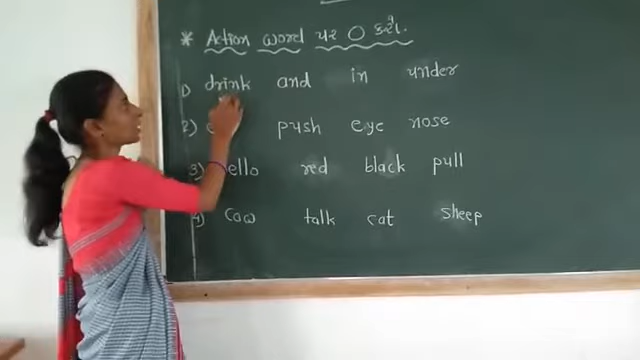 * Action word પર O કરો.
1) drink and in under
2) push eye nose
3) ello red black pull
4) cow talk cat sheep